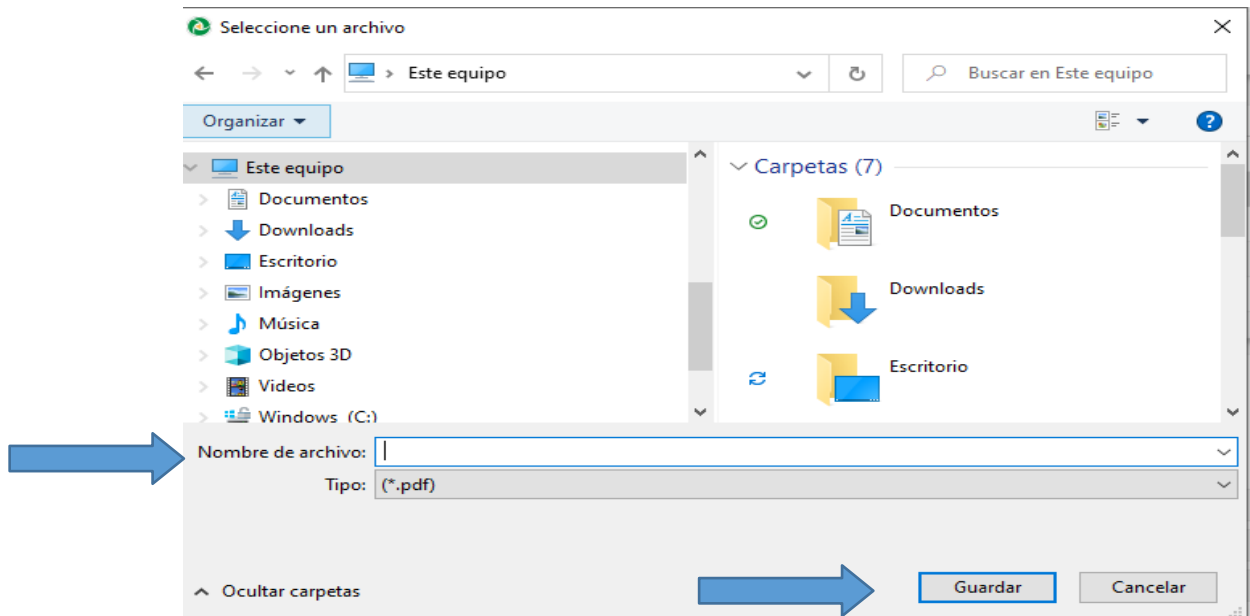 Seleccione un archivo
Este equipo
Buscar en Este equipo
Organizar
Este equipo
Documentos
Downloads
Escritorio
Imágenes
Música
Objetos 3D
Videos
Windows (C:)
Carpetas (7)
Documentos
Downloads
Escritorio
Nombre de archivo:
Tipo: (*.pdf)
Ocultar carpetas
Guardar
Cancelar